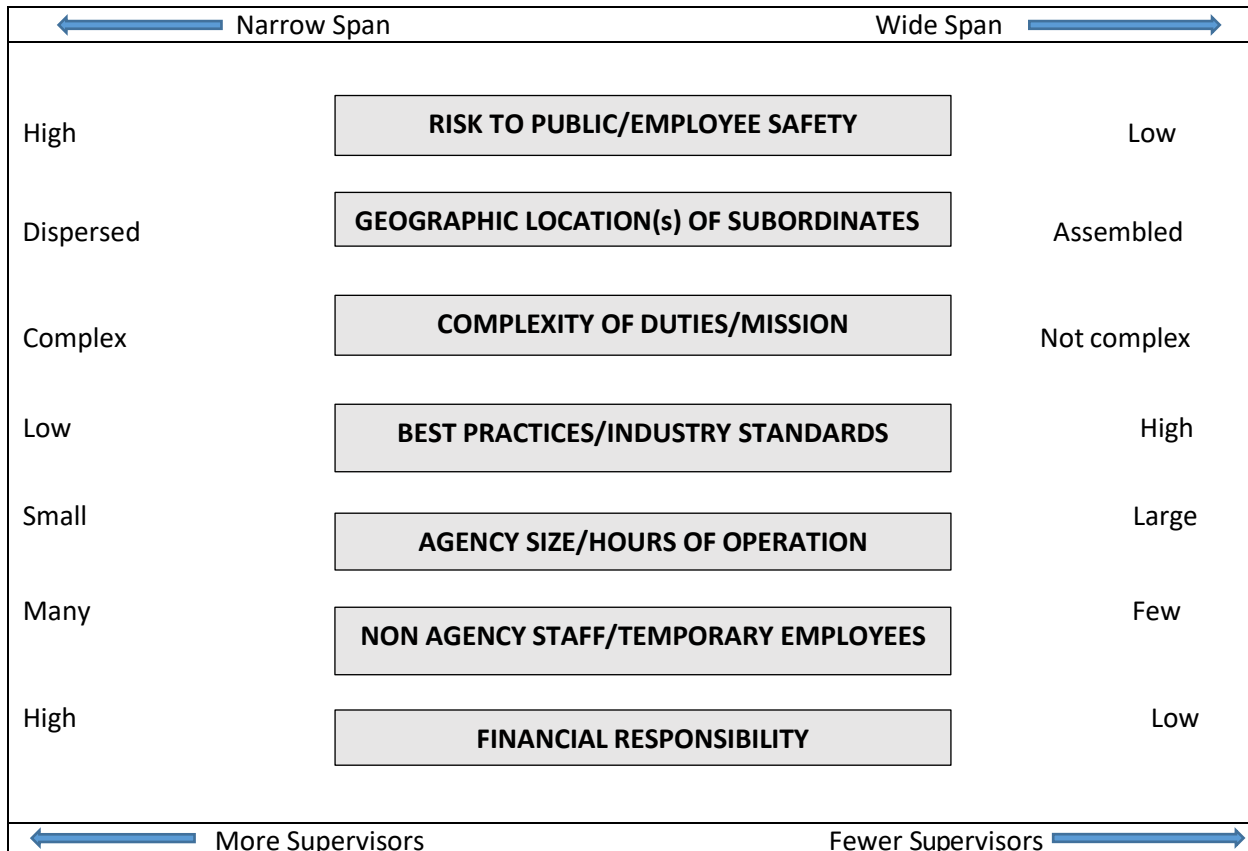 Narrow Span Wide Span
High RISK TO PUBLIC/EMPLOYEE SAFETY Low
Dispersed GEOGRAPHIC LOCATION(s) OF SUBORDINATES Assembled
Complex COMPLEXITY OF DUTIES/MISSION Not complex
Low BEST PRACTICES/INDUSTRY STANDARDS High
Small AGENCY SIZE/HOURS OF OPERATION Large
Many NON AGENCY STAFF/TEMPORARY EMPLOYEES Few
High FINANCIAL RESPONSIBILITY Low
More Supervisors Fewer Supervisors